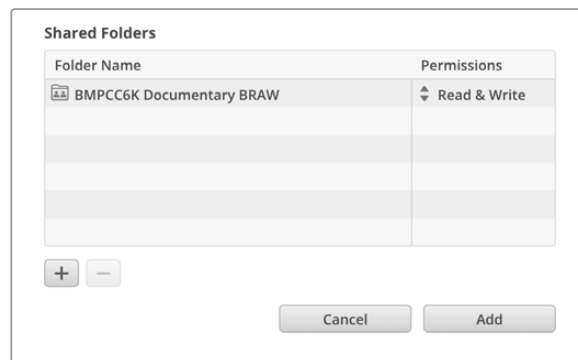 Shared Folders
Folder Name Permissions
BMPCC6K Documentary BRAW Read & Write
Cancel Add